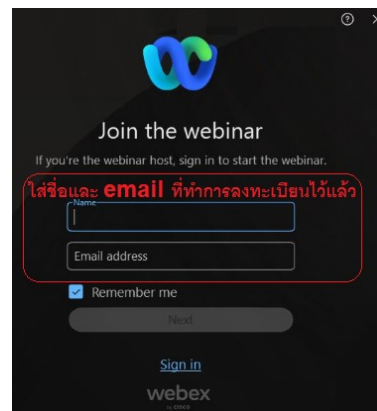 Join the webinar
If you're the webinar host, sign in to start the webinar.
ใส่ชื่อและ email ที่ทำการลงทะเบียนไว้แล้ว
Name
Email address
Remember me
Next
Sign in
webex
by CISCO